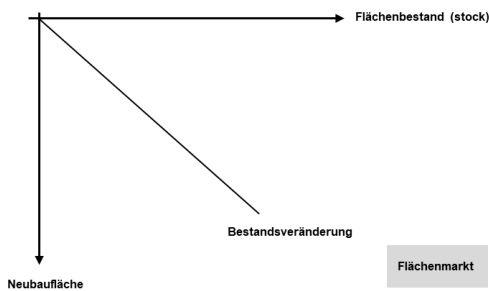 Flächenbestand (stock)
Bestandsveränderung
Flächenmarkt
Neubaufläche